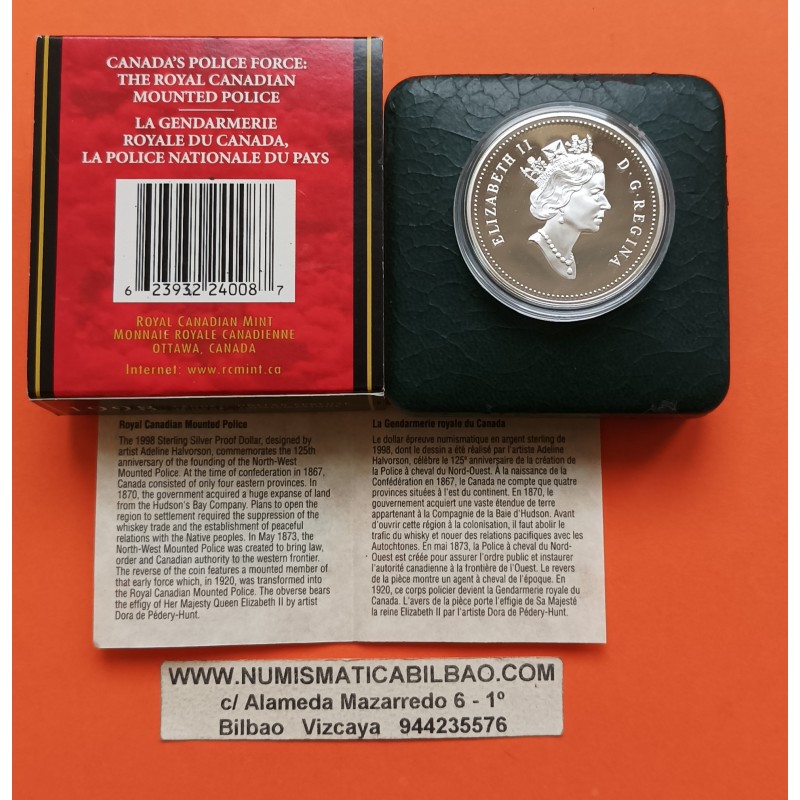 CANADA'S POLICE FORCE:
THE ROYAL CANADIAN
MOUNTED POLICE
LA GENDARMERIE
ROYALE DU CANADA,
LA POLICE NATIONALE DU PAYS
6 23932 24008 7
ROYAL CANADIAN MINT
MONNAIE ROYALE CANADIENNE
OTTAWA, CANADA
Internet: www.rcmint.ca
ELIZABETH II D·G·REGINA
1998
Royal Canadian Mounted Police
The 1998 Sterling Silver Proof Dollar, designed by
artist Adeline Halvorson, commemorates the 125th
anniversary of the founding of the North-West
Mounted Police. At the time of confederation in 1867,
Canada consisted of only four eastern provinces. In
1870, the government acquired a huge expanse of land
from the Hudson's Bay Company. Plans to open the
region to settlement required the suppression of the
whiskey trade and the establishment of peaceful
relations with the Native peoples. In May 1873, the
North-West Mounted Police was created to bring law,
order and Canadian authority to the western frontier.
The reverse of the coin features a mounted member of
that early force which, in 1920, was transformed into
the Royal Canadian Mounted Police. The obverse bears
the effigy of Her Majesty Queen Elizabeth II by artist
Dora de Pédery-Hunt.
La Gendarmerie royale du Canada
Le dollar épreuve numismatique en argent sterling de
1998, dont le dessin a été réalisé par l'artiste Adeline
Halvorson, célèbre le 125e anniversaire de la création de
la Police à cheval du Nord-Ouest. À la naissance de la
Confédération en 1867, le Canada ne compte que quatre
provinces situées à l'est du continent. En 1870, le
gouvernement acquiert une vaste étendue de terre
appartenant à la Compagnie de la Baie d'Hudson. Avant
d'ouvrir cette région à la colonisation, il faut abolir le
trafic du whisky et nouer des relations pacifiques avec les
Autochtones. En mai 1873, la Police à cheval du Nord-
Ouest est créée pour assurer l'ordre public et instaurer
l'autorité canadienne à la frontière de l'Ouest. Le revers
de la pièce montre un agent à cheval de l'époque. En
1920, ce corps policier devient la Gendarmerie royale du
Canada. L'avers de la pièce porte l'effigie de Sa Majesté
la reine Elizabeth II par l'artiste Dora de Pédery-Hunt.
WWW.NUMISMATICABILBAO.COM
c/ Alameda Mazarredo 6 - 1º
Bilbao Vizcaya 944235576